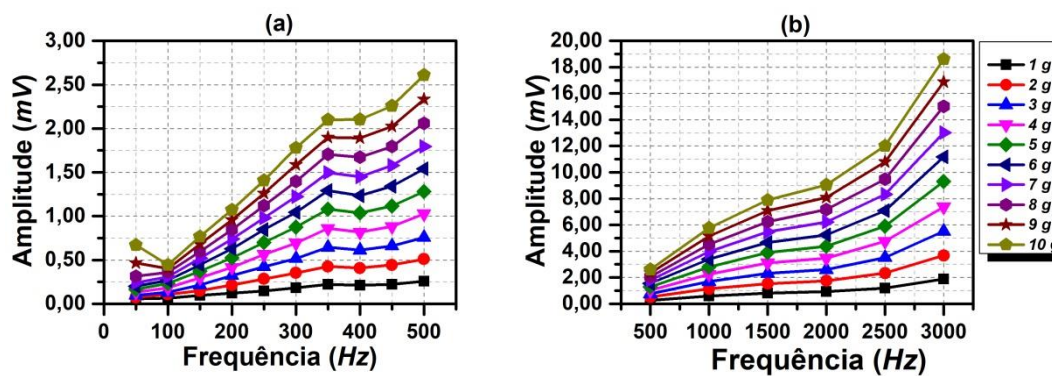 (a)
Amplitude (mV)
3,00
2,50
2,00
1,50
1,00
0,50
0,00
0 100 200 300 400 500
Frequência (Hz)
(b)
Amplitude (mV)
20,00
18,00
16,00
14,00
12,00
10,00
8,00
6,00
4,00
2,00
0,00
500 1000 1500 2000 2500 3000
Frequência (Hz)
1 g
2 g
3 g
4 g
5 g
6 g
7 g
8 g
9 g
10 g